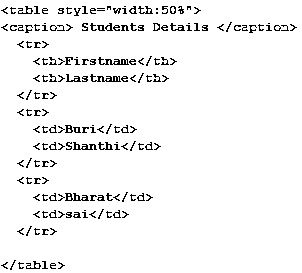 <table style="width:50%">
<caption> Students Details </caption>
  <tr>
    <th>Firstname</th>
    <th>Lastname</th>
  </tr>
  <tr>
    <td>Buri</td>
    <td>Shanthi</td>
  </tr>
  <tr>
    <td>Bharat</td>
    <td>sai</td>
  </tr>

</table>